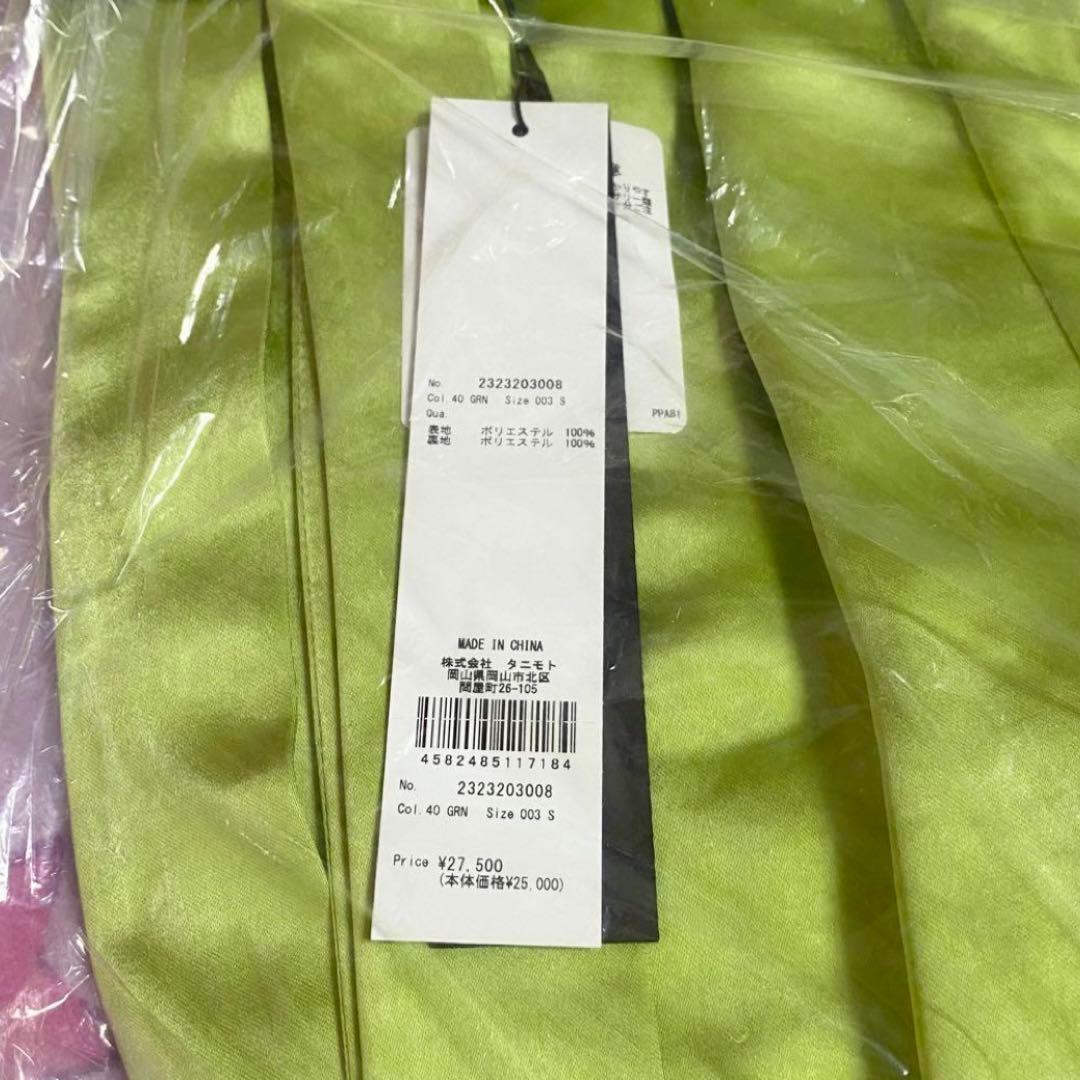 No. 2323203008
Col.40 GRN Size 003 S
Qua.
表地 ポリエステル 100%
裏地 ポリエステル 100%
PPAB1
MADE IN CHINA
株式会社 タニモト
岡山県岡山市北区
問屋町26-105
4582485117184
No. 2323203008
Col.40 GRN Size 003 S
Price ¥27,500
(本体価格¥25,000)